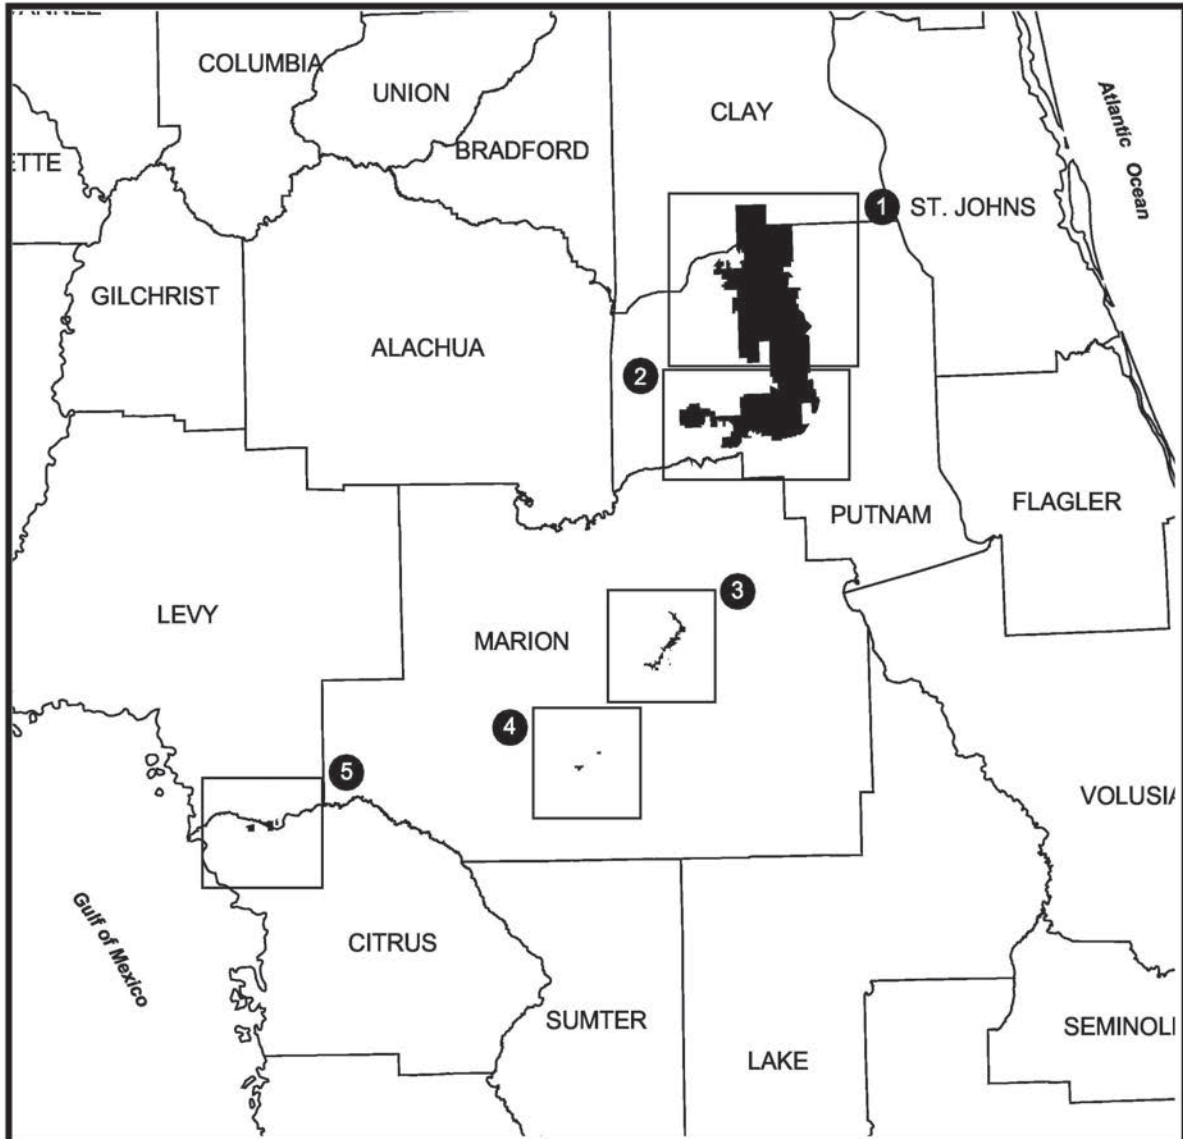 COLUMBIA
UNION
CLAY
Atlantic Ocean
ETTE
BRADFORD
1
ST. JOHNS
GILCHRIST
ALACHUA
2
PUTNAM
FLAGLER
3
LEVY
MARION
4
5
VOLUSIA
Gulf of Mexico
CITRUS
SUMTER
SEMINOL
LAKE